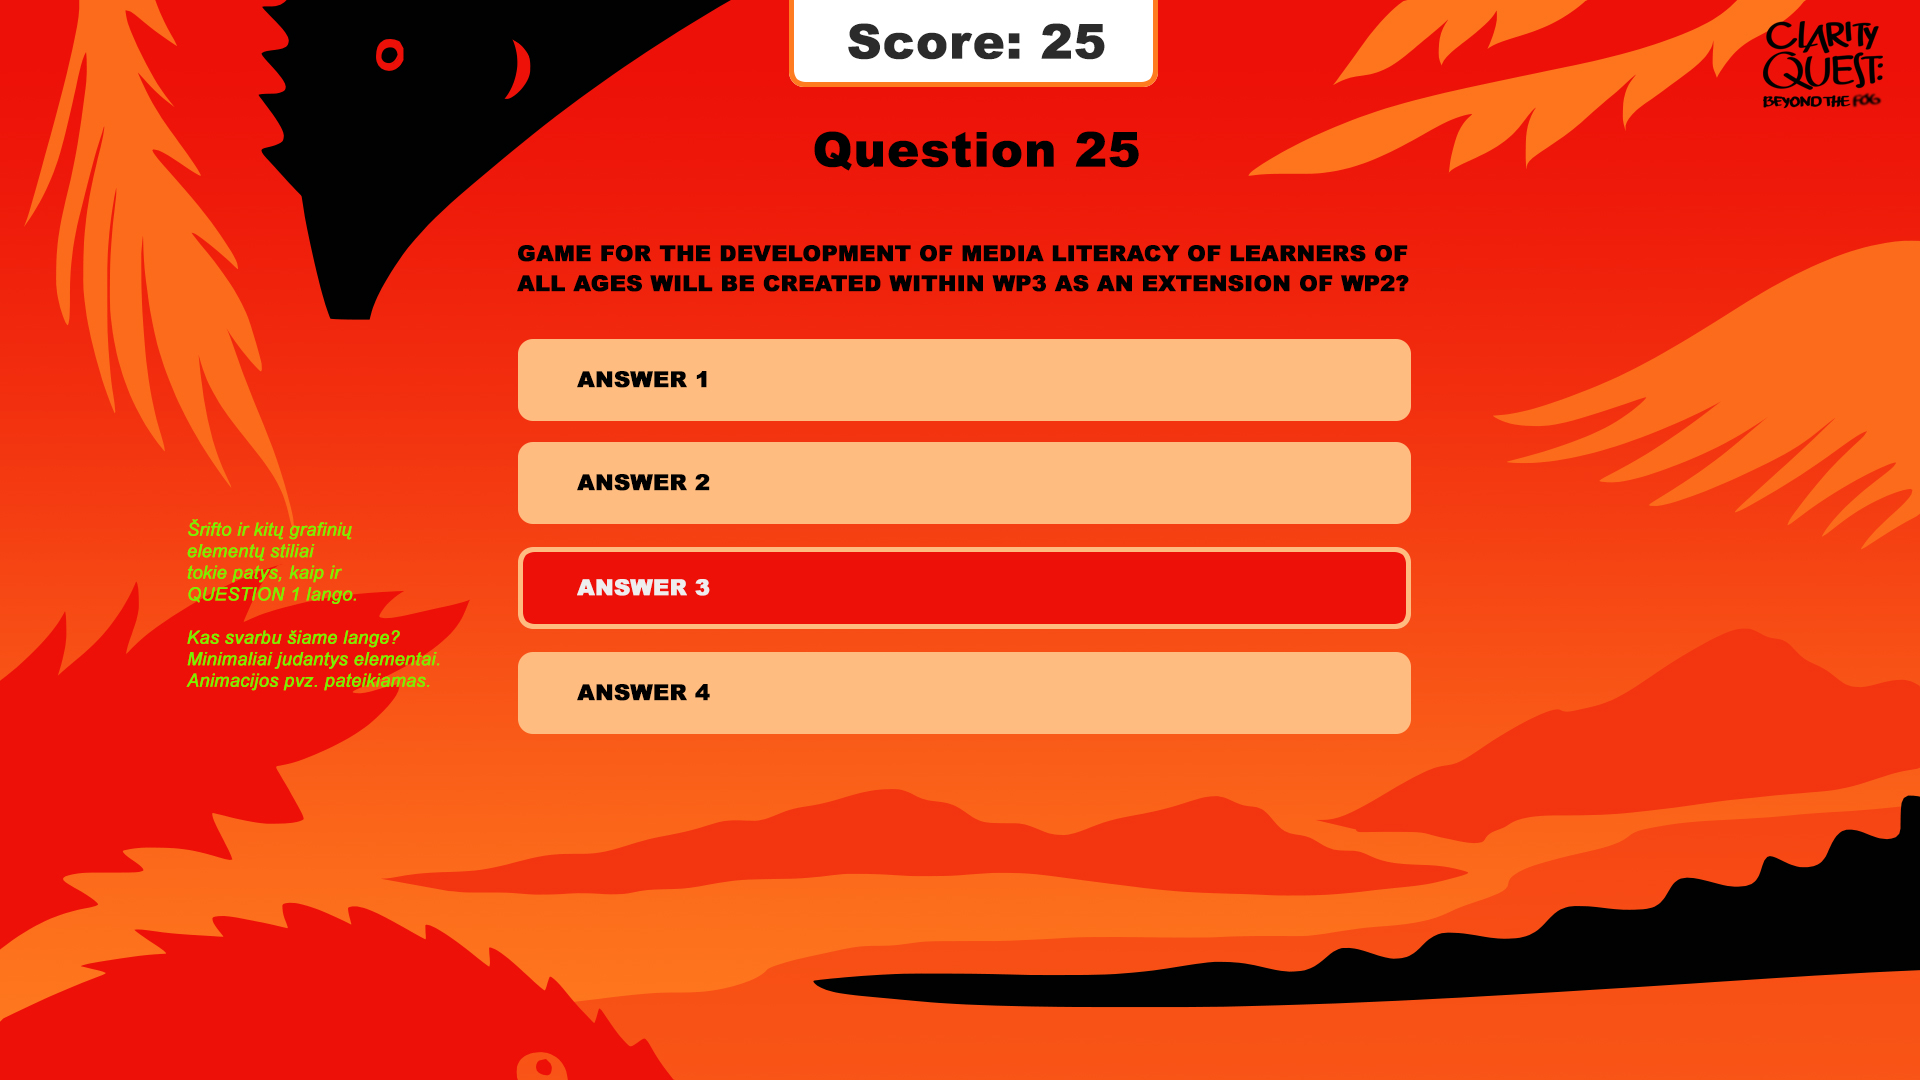 Score: 25
CLARITY
QUEST:
BEYOND THE FOG
Question 25
GAME FOR THE DEVELOPMENT OF MEDIA LITERACY OF LEARNERS OF
ALL AGES WILL BE CREATED WITHIN WP3 AS AN EXTENSION OF WP2?
ANSWER 1
ANSWER 2
ANSWER 3
ANSWER 4
Šrifto ir kitų grafinių
elementų stiliai
tokie patys, kaip ir
QUESTION 1 lango.
Kas svarbu šiame lange?
Minimaliai judantys elementai.
Animacijos pvz. pateikiamas.